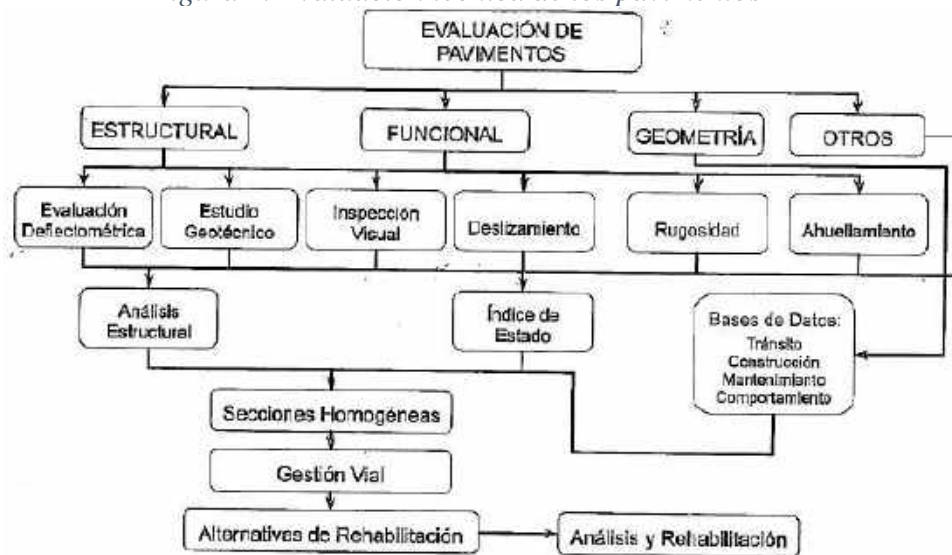 EVALUACIÓN DE
PAVIMENTOS
ESTRUCTURAL
FUNCIONAL
GEOMETRÍA
OTROS
Evaluación
Deflectométrica
Estudio
Geotécnico
Inspección
Visual
Deslizamiento
Rugosidad
Ahuellamiento
Análisis
Estructural
Índice de
Estado
Bases de Datos:
Tránsito
Construcción
Mantenimiento
Comportamiento
Secciones Homogéneas
Gestión Vial
Alternativas de Rehabilitación
Análisis y Rehabilitación